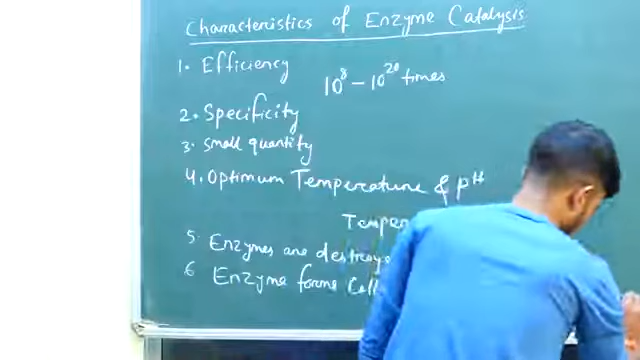 Characteristics of Enzyme Catalysis
1. Efficiency 10⁸ – 10²⁰ times
2. Specificity
3. Small quantity
4. Optimum Temperature & pH
5. Enzymes are
6 Enzyme